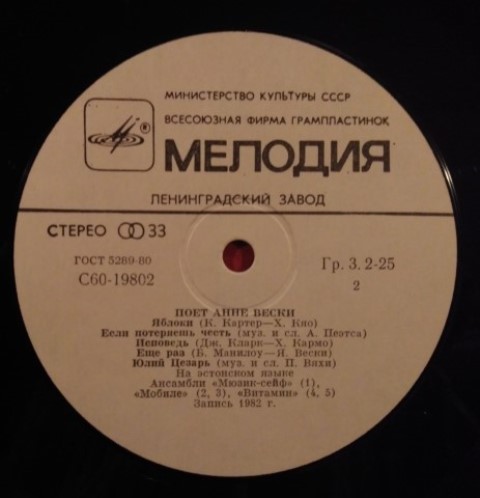 МИНИСТЕРСТВО КУЛЬТУРЫ СССР
ВСЕСОЮЗНАЯ ФИРМА ГРАМПЛАСТИНОК
®
МЕЛОДИЯ
ЛЕНИНГРАДСКИЙ ЗАВОД
СТЕРЕО 33
ГОСТ 5289-80
С60-19802
Гр. 3. 2-25
2
ПОЕТ АННЕ ВЕСКИ
Яблоки (К. Картер—Х. Кяо)
Если потеряешь честь (муз. и сл. А. Пеэтса)
Исповедь (Дж. Кларк—Х. Кармо)
Еще раз (Б. Манилоу—Я. Вески)
Юлий Цезарь (муз. и сл. П. Вяхи)
На эстонском языке
Ансамбли «Мюзик-сейф» (1),
«Мобиле» (2, 3), «Витамин» (4, 5)
Запись 1982 г.